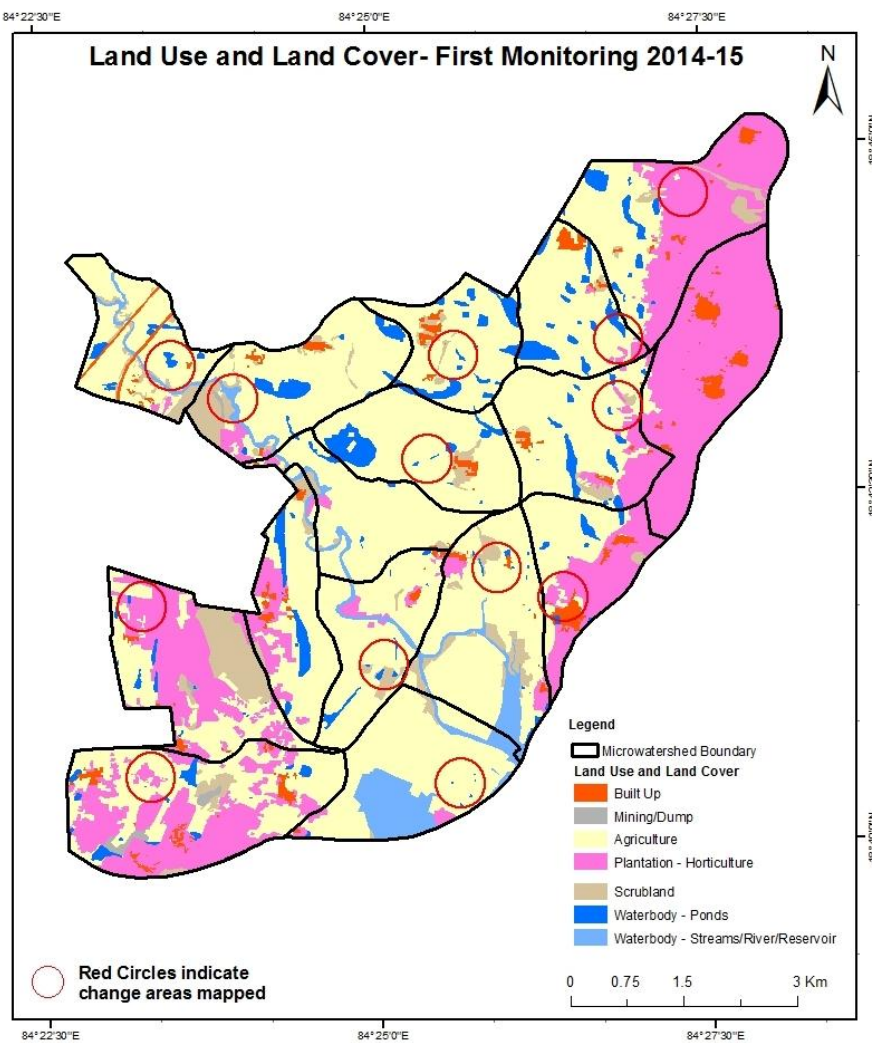 84°22'30"E 84°25'0"E 84°27'30"E
Land Use and Land Cover- First Monitoring 2014-15
N
Legend
Microwatershed Boundary
Land Use and Land Cover
Built Up
Mining/Dump
Agriculture
Plantation - Horticulture
Scrubland
Waterbody - Ponds
Waterbody - Streams/River/Reservoir
Red Circles indicate
change areas mapped
0 0.75 1.5 3 Km
84°22'30"E 84°25'0"E 84°27'30"E